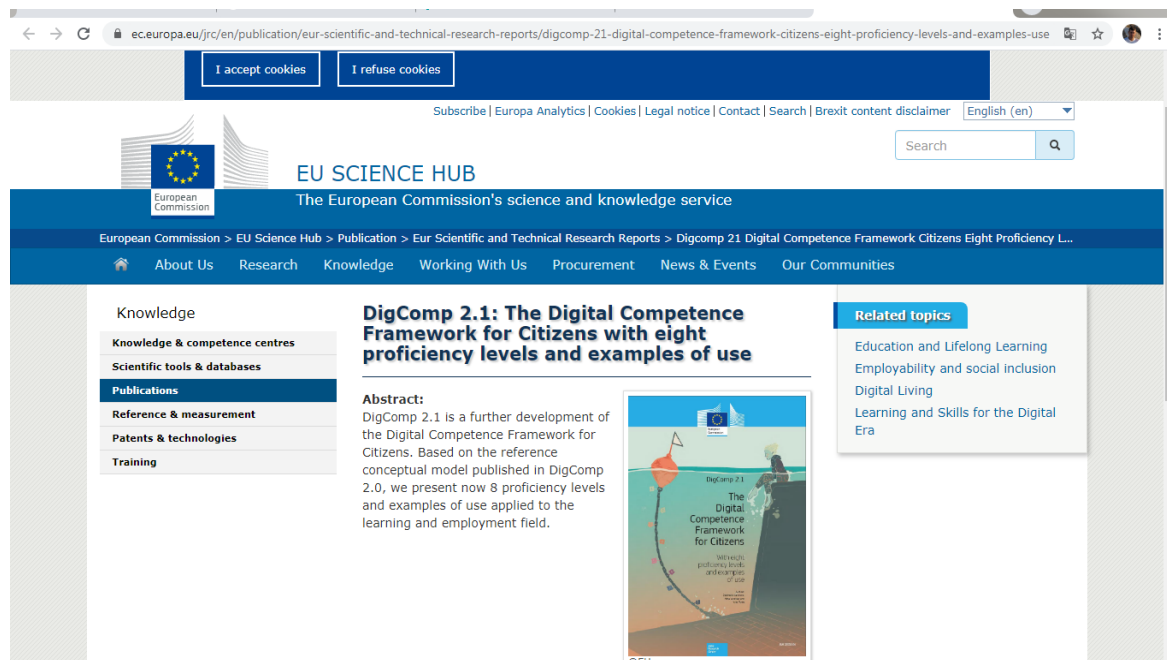 ec.europa.eu/jrc/en/publication/eur-scientific-and-technical-research-reports/digcomp-21-digital-competence-framework-citizens-eight-proficiency-levels-and-examples-use
I accept cookies I refuse cookies
Subscribe | Europa Analytics | Cookies | Legal notice | Contact | Search | Brexit content disclaimer English (en)
Search
European
Commission
EU SCIENCE HUB
The European Commission's science and knowledge service
European Commission > EU Science Hub > Publication > Eur Scientific and Technical Research Reports > Digcomp 21 Digital Competence Framework Citizens Eight Proficiency L...
About Us Research Knowledge Working With Us Procurement News & Events Our Communities
Knowledge
Knowledge & competence centres
Scientific tools & databases
Publications
Reference & measurement
Patents & technologies
Training
DigComp 2.1: The Digital Competence
Framework for Citizens with eight
proficiency levels and examples of use
Abstract:
DigComp 2.1 is a further development of
the Digital Competence Framework for
Citizens. Based on the reference
conceptual model published in DigComp
2.0, we present now 8 proficiency levels
and examples of use applied to the
learning and employment field.
DigComp 2.1
The
Digital
Competence
Framework
for Citizens
With eight
proficiency levels
and examples
of use
Related topics
Education and Lifelong Learning
Employability and social inclusion
Digital Living
Learning and Skills for the Digital
Era